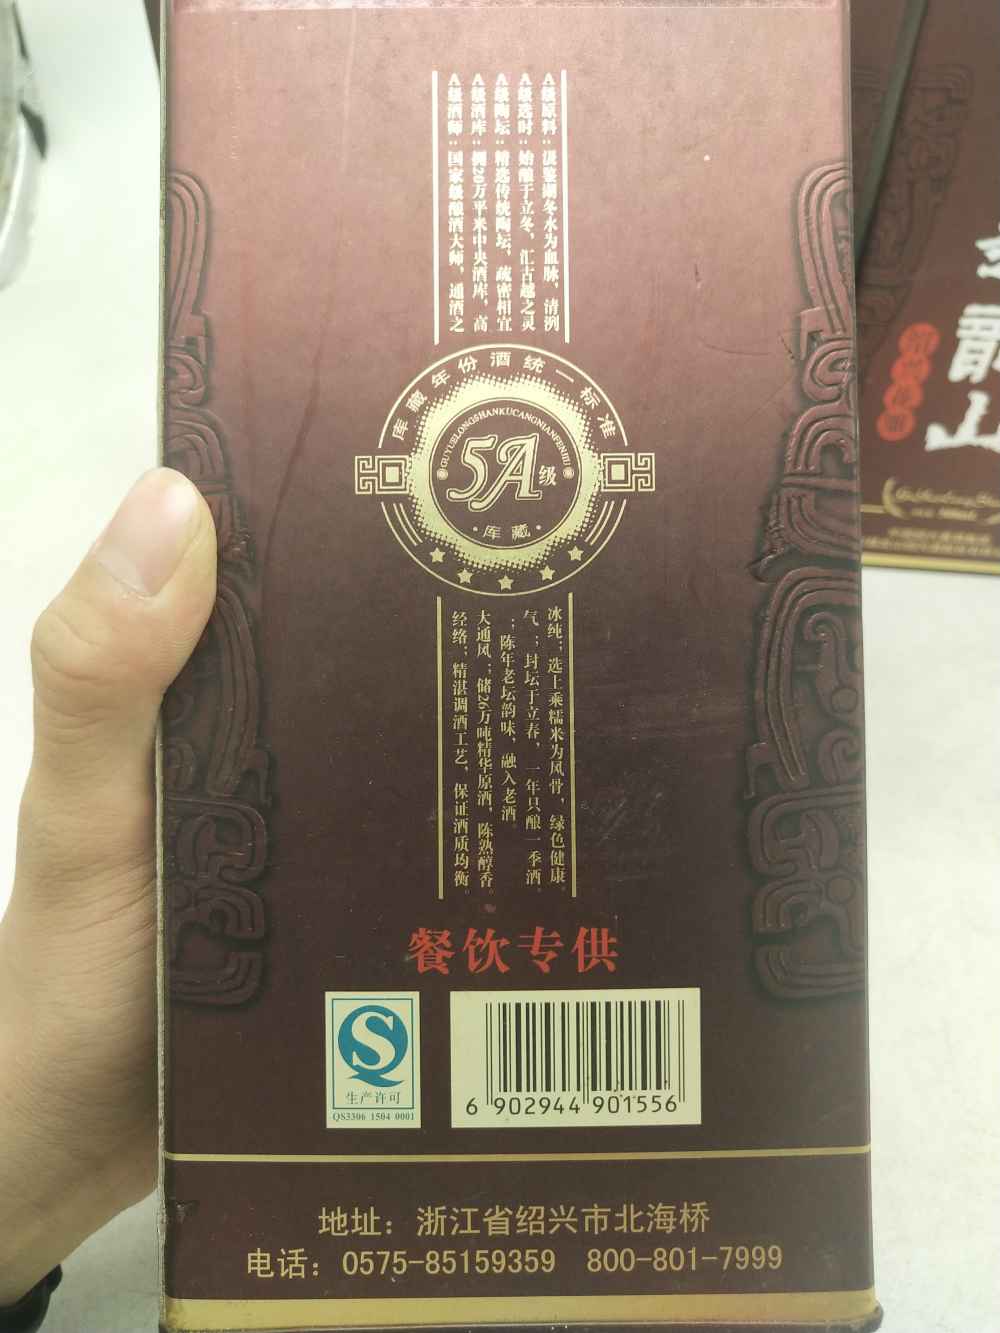 A级原料：汲鉴湖冬水为血脉，清洌
A级选时：始酿于立冬，汇古越之灵
A级陶坛：精选传统陶坛，疏密相宜
A级酒库：拥20万平米中央酒库，高
A级酒师：国家级酿酒大师，通酒之
库藏年份酒统一标准
GUYUELONGSHANKUCANGNIANFENJIU
5A级
·库藏·
冰纯；选上乘糯米为风骨，绿色健康。
气；封坛于立春，一年只酿一季酒。
；陈年老坛韵味，融入老酒。
大通风；储26万吨精华原酒，陈熟醇香。
经络；精湛调酒工艺，保证酒质均衡。
餐饮专供
生产许可
QS3306 1504 0001
6 902944 901556
地址：浙江省绍兴市北海桥
电话：0575-85159359 800-801-7999
山